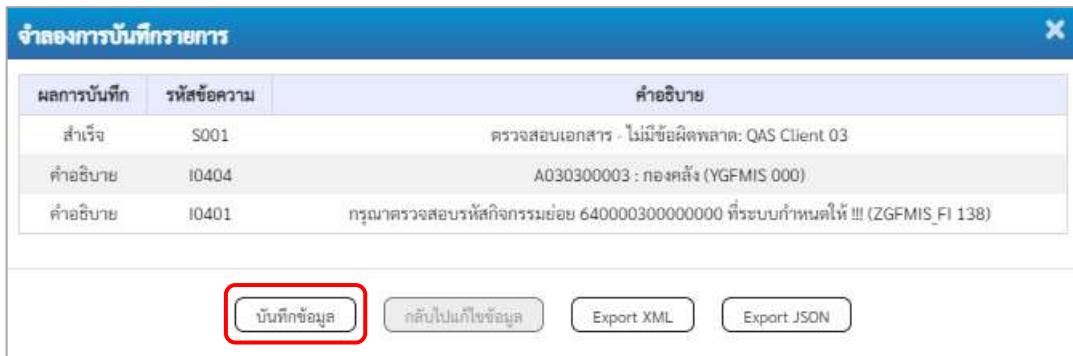 จำลองการบันทึกรายการ
ผลการบันทึก รหัสข้อความ คำอธิบาย
สำเร็จ S001 ตรวจสอบเอกสาร - ไม่มีข้อผิดพลาด: QAS Client 03
คำอธิบาย I0404 A030300003 : กองคลัง (YGFMIS 000)
คำอธิบาย I0401 กรุณาตรวจสอบรหัสกิจกรรมย่อย 640000300000000 ที่ระบบกำหนดให้ !!! (ZGFMIS_FI 138)
บันทึกข้อมูล กลับไปแก้ไขข้อมูล Export XML Export JSON